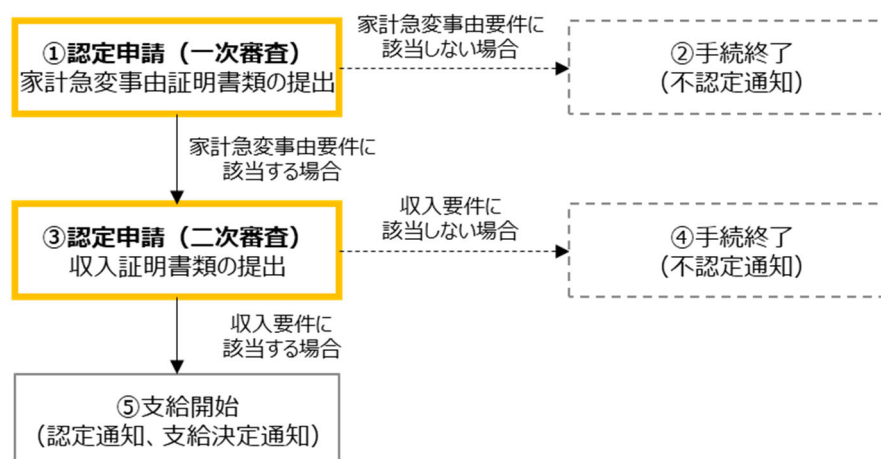 ①認定申請（一次審査）
家計急変事由証明書類の提出
家計急変事由要件に
該当しない場合
②手続終了
（不認定通知）
家計急変事由要件に
該当する場合
③認定申請（二次審査）
収入証明書類の提出
収入要件に
該当しない場合
④手続終了
（不認定通知）
収入要件に
該当する場合
⑤支給開始
（認定通知、支給決定通知）